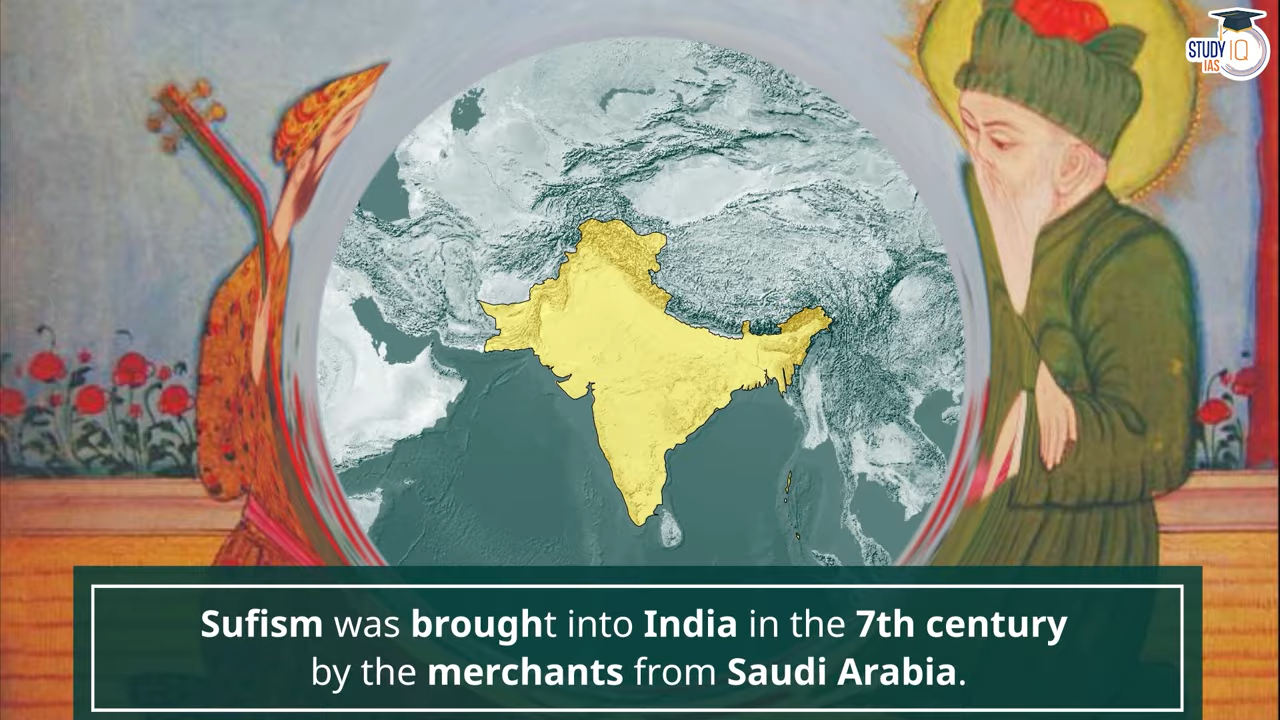 STUDY IQ
IAS
Sufism was brought into India in the 7th century
by the merchants from Saudi Arabia.